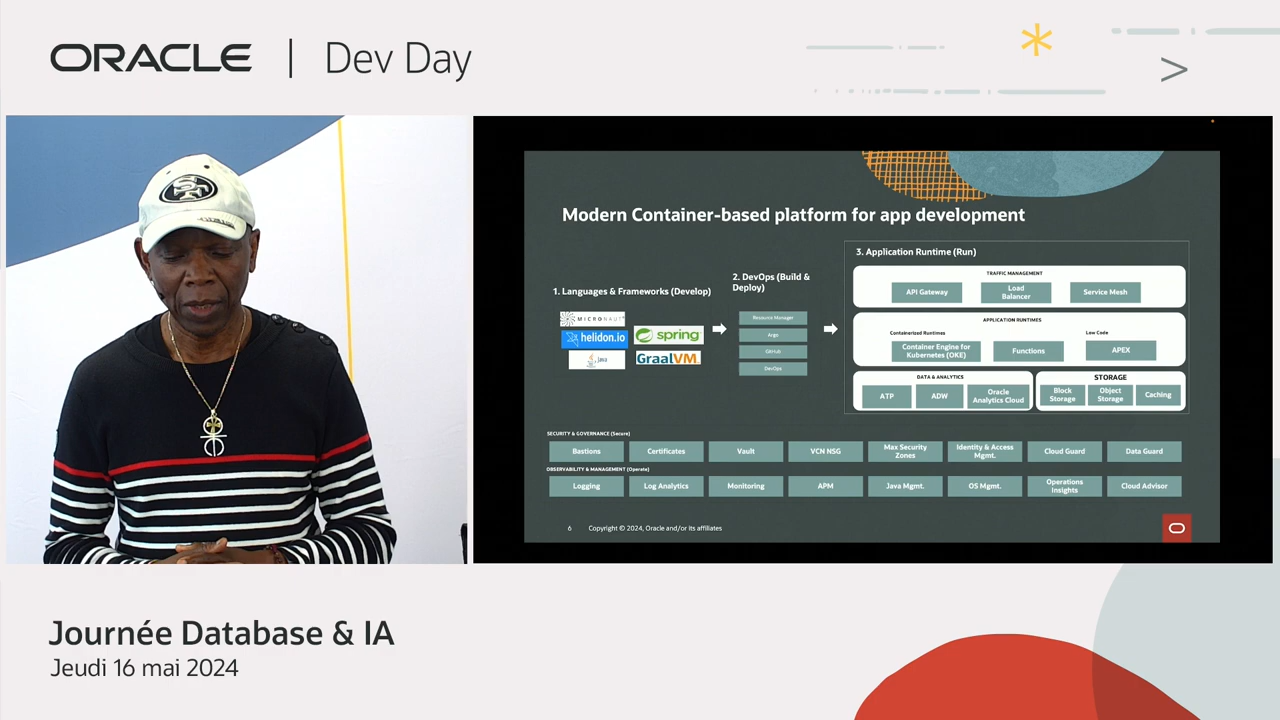 ORACLE | Dev Day
Modern Container-based platform for app development
1. Languages & Frameworks (Develop)
MICRONAUT
helidon.io
spring
java
GraalVM
2. DevOps (Build &
Deploy)
Resource Manager
Argo
GitHub
DevOps
3. Application Runtime (Run)
TRAFFIC MANAGEMENT
API Gateway
Load
Balancer
Service Mesh
APPLICATION RUNTIMES
Containerized Runtimes
Low Code
Container Engine for
Kubernetes (OKE)
Functions
APEX
DATA & ANALYTICS
ATP
ADW
Oracle
Analytics Cloud
STORAGE
Block
Storage
Object
Storage
Caching
SECURITY & GOVERNANCE (Secure)
Bastions
Certificates
Vault
VCN NSG
Max Security
Zones
Identity & Access
Mgmt.
Cloud Guard
Data Guard
OBSERVABILITY & MANAGEMENT (Operate)
Logging
Log Analytics
Monitoring
APM
Java Mgmt.
OS Mgmt.
Operations
Insights
Cloud Advisor
6 Copyright © 2024, Oracle and/or its affiliates
Journée Database & IA
Jeudi 16 mai 2024